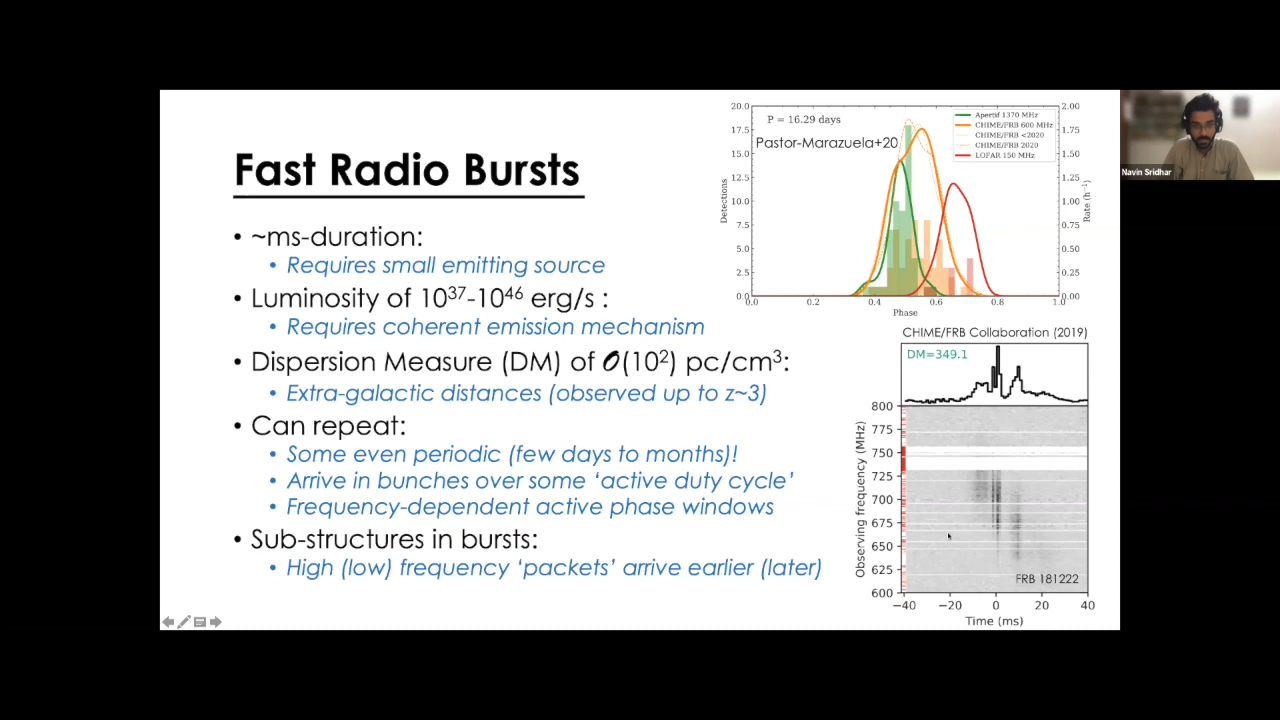 Fast Radio Bursts
• ~ms-duration:
• Requires small emitting source
• Luminosity of 10³⁷-10⁴⁶ erg/s :
• Requires coherent emission mechanism
• Dispersion Measure (DM) of 𝒪(10²) pc/cm³:
• Extra-galactic distances (observed up to z~3)
• Can repeat:
• Some even periodic (few days to months)!
• Arrive in bunches over some ‘active duty cycle’
• Frequency-dependent active phase windows
• Sub-structures in bursts:
• High (low) frequency ‘packets’ arrive earlier (later)
P = 16.29 days
Pastor-Marazuela+20
Apertif 1370 MHz
CHIME/FRB 600 MHz
CHIME/FRB <2020
CHIME/FRB 2020
LOFAR 150 MHz
Detections
20.0
17.5
15.0
12.5
10.0
7.5
5.0
2.5
0.0
Rate (h⁻¹)
2.00
1.75
1.50
1.25
1.00
0.75
0.50
0.25
0.00
0.0 0.2 0.4 0.6 0.8 1.0
Phase
CHIME/FRB Collaboration (2019)
DM=349.1
Observing frequency (MHz)
800
775
750
725
700
675
650
625
600
FRB 181222
−40 −20 0 20 40
Time (ms)
Navin Sridhar